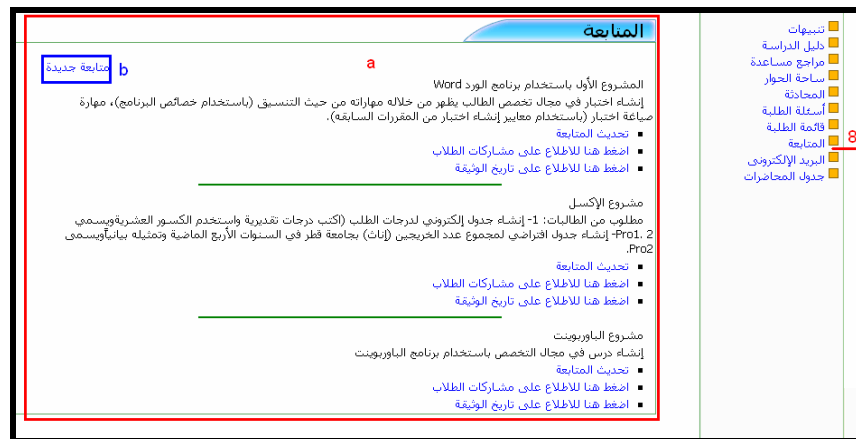 تنبيهات
دليل الدراسة
مراجع مساعدة
ساحة الحوار
المحادثة
أسئلة الطلبة
قائمة الطلبة
المتابعة
8
البريد الإلكتروني
جدول المحاضرات
المتابعة
a
b
متابعة جديدة
المشروع الأول باستخدام برنامج الورد Word
إنشاء اختبار في مجال تخصص الطالب يظهر من خلاله مهاراته من حيث التنسيق (باستخدام خصائص البرنامج)، مهارة
صياغة اختبار (باستخدام معايير إنشاء اختبار من المقررات السابقه).
تحديث المتابعة
اضغط هنا للاطلاع على مشاركات الطلاب
اضغط هنا للاطلاع على تاريخ الوثيقة
مشروع الإكسل
مطلوب من الطالبات: 1- إنشاء جدول إلكتروني لدرجات الطلب (اكتب درجات تقديرية واستخدم الكسور العشريةويسمي
Pro1. 2- إنشاء جدول افتراضي لمجموع عدد الخريجين (إناث) بجامعة قطر في السنوات الأربع الماضية وتمثيله بيانيآويسمى
Pro2.
تحديث المتابعة
اضغط هنا للاطلاع على مشاركات الطلاب
اضغط هنا للاطلاع على تاريخ الوثيقة
مشروع الباوربوينت
إنشاء درس في مجال التخصص باستخدام برنامج الباوربوينت
تحديث المتابعة
اضغط هنا للاطلاع على مشاركات الطلاب
اضغط هنا للاطلاع على تاريخ الوثيقة